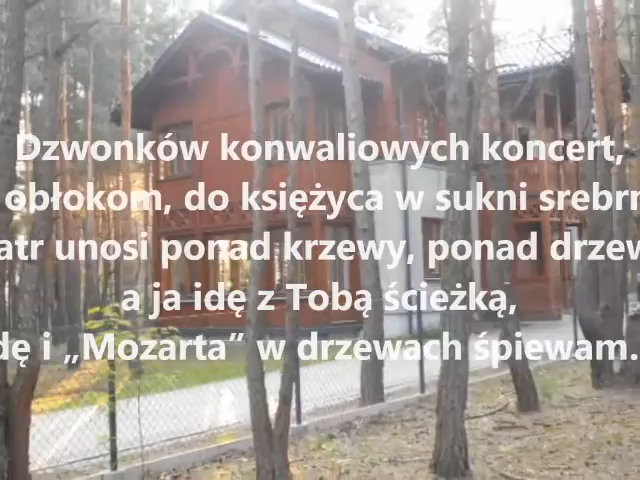 Dzwonków konwaliowych koncert,
obłokom, do księżyca w sukni
unosi ponad krzewy, ponad
a ja idę z Tobą ścieżką,
i „Mozarta” w drzewach śpiewam.